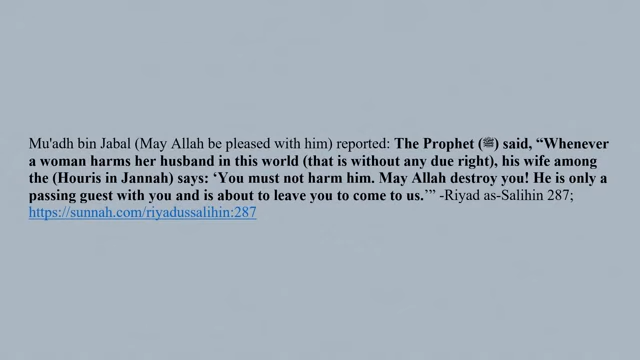 Mu'adh bin Jabal (May Allah be pleased with him) reported: The Prophet (ﷺ) said, “Whenever
a woman harms her husband in this world (that is without any due right), his wife among
the (Houris in Jannah) says: ‘You must not harm him. May Allah destroy you! He is only a
passing guest with you and is about to leave you to come to us.’” -Riyad as-Salihin 287;
https://sunnah.com/riyadussalihin:287